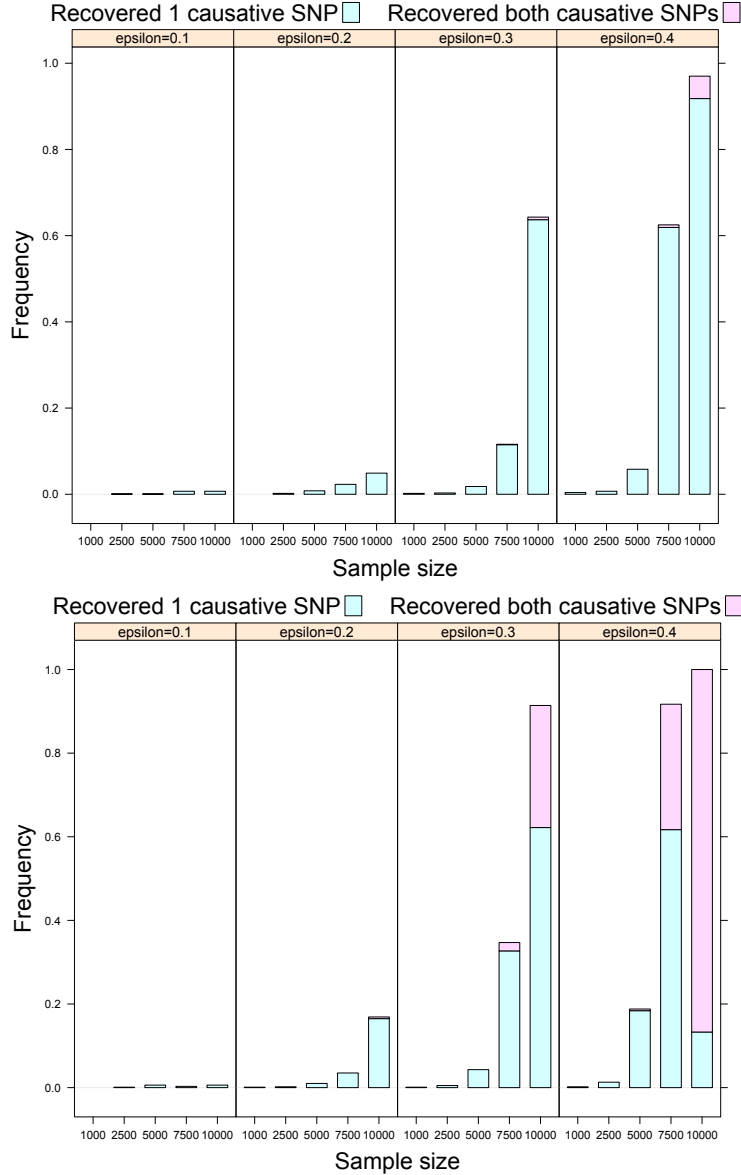 Recovered 1 causative SNP Recovered both causative SNPs
epsilon=0.1 epsilon=0.2 epsilon=0.3 epsilon=0.4
1.0
0.8
0.6
0.4
0.2
0.0
Frequency
1000 2500 5000 7500 10000 1000 2500 5000 7500 10000 1000 2500 5000 7500 10000 1000 2500 5000 7500 10000
Sample size
Recovered 1 causative SNP Recovered both causative SNPs
epsilon=0.1 epsilon=0.2 epsilon=0.3 epsilon=0.4
1.0
0.8
0.6
0.4
0.2
0.0
Frequency
1000 2500 5000 7500 10000 1000 2500 5000 7500 10000 1000 2500 5000 7500 10000 1000 2500 5000 7500 10000
Sample size